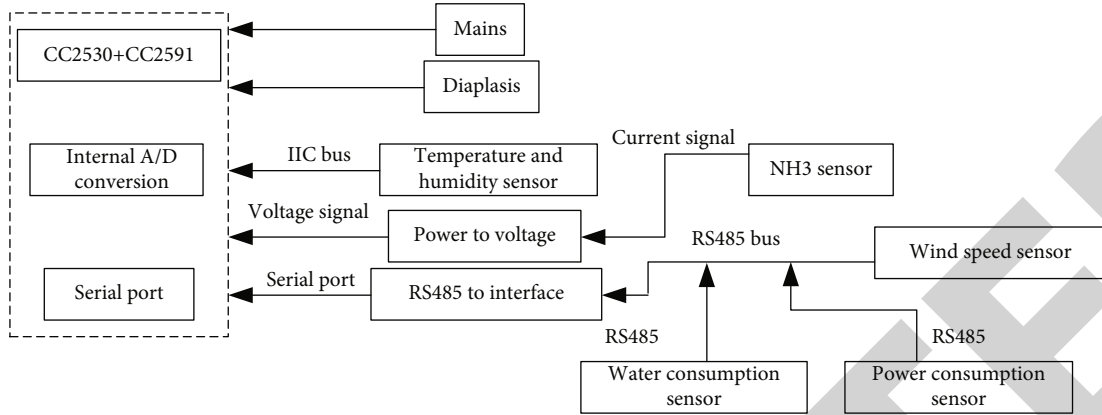 Mains
CC2530+CC2591
Diaplasis
Current signal
Internal A/D
conversion
IIC bus
Temperature and
humidity sensor
NH3 sensor
Voltage signal
Power to voltage
RS485 bus
Wind speed sensor
Serial port
Serial port
RS485 to interface
RS485
RS485
Water consumption
sensor
Power consumption
sensor